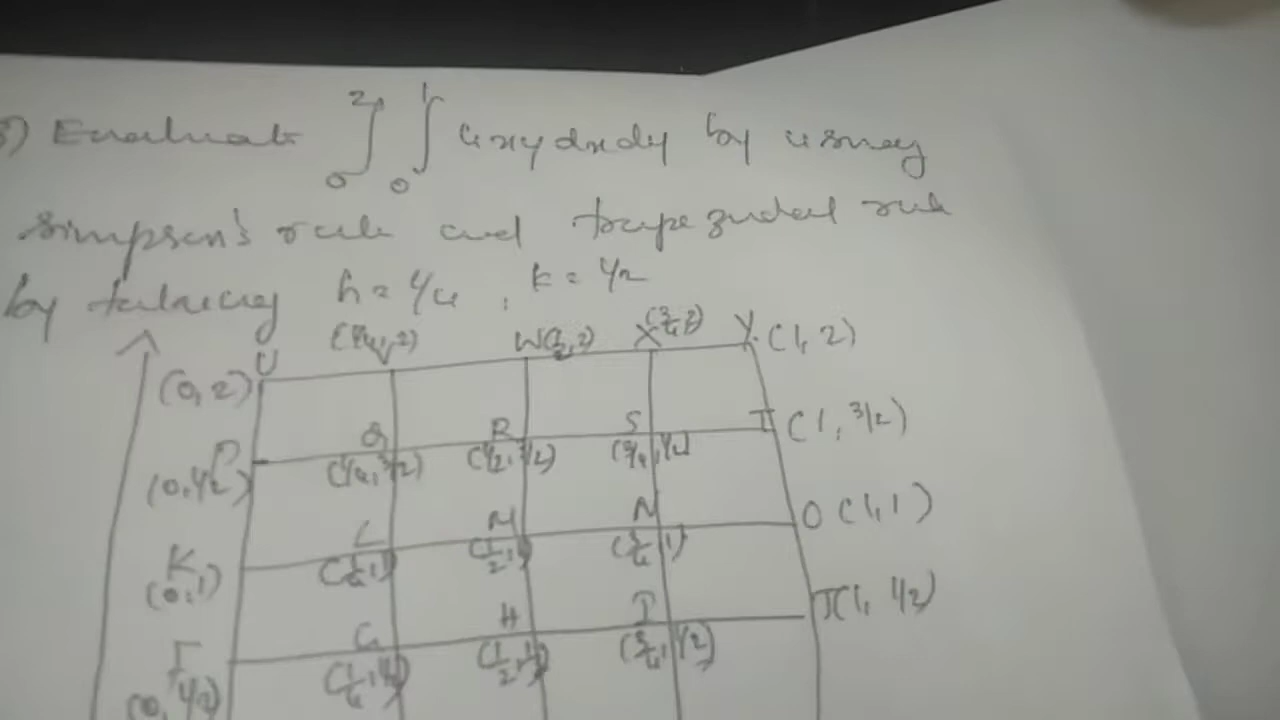 3) Evaluate ∫₀² ∫₀¹ 4xy dx dy by using
simpson's rule and trapezoidal rule
by taking h = 1/4 , k = 1/2
(1/4, 2) W(1/2, 2) X(3/4, 2) Y (1, 2)
U
(0, 2)
Q R S T (1, 3/2)
P
(0, 1/2) (1/4, 3/2) (1/2, 3/2) (3/4, 1/2)
L M N O (1, 1)
K
(0, 1) (1/4, 1) (1/2, 1) (3/4, 1)
G H I J(1, 1/2)
F
(0, 1/2) (1/4, 1/2) (1/2, 1/2) (3/4, 1/2)